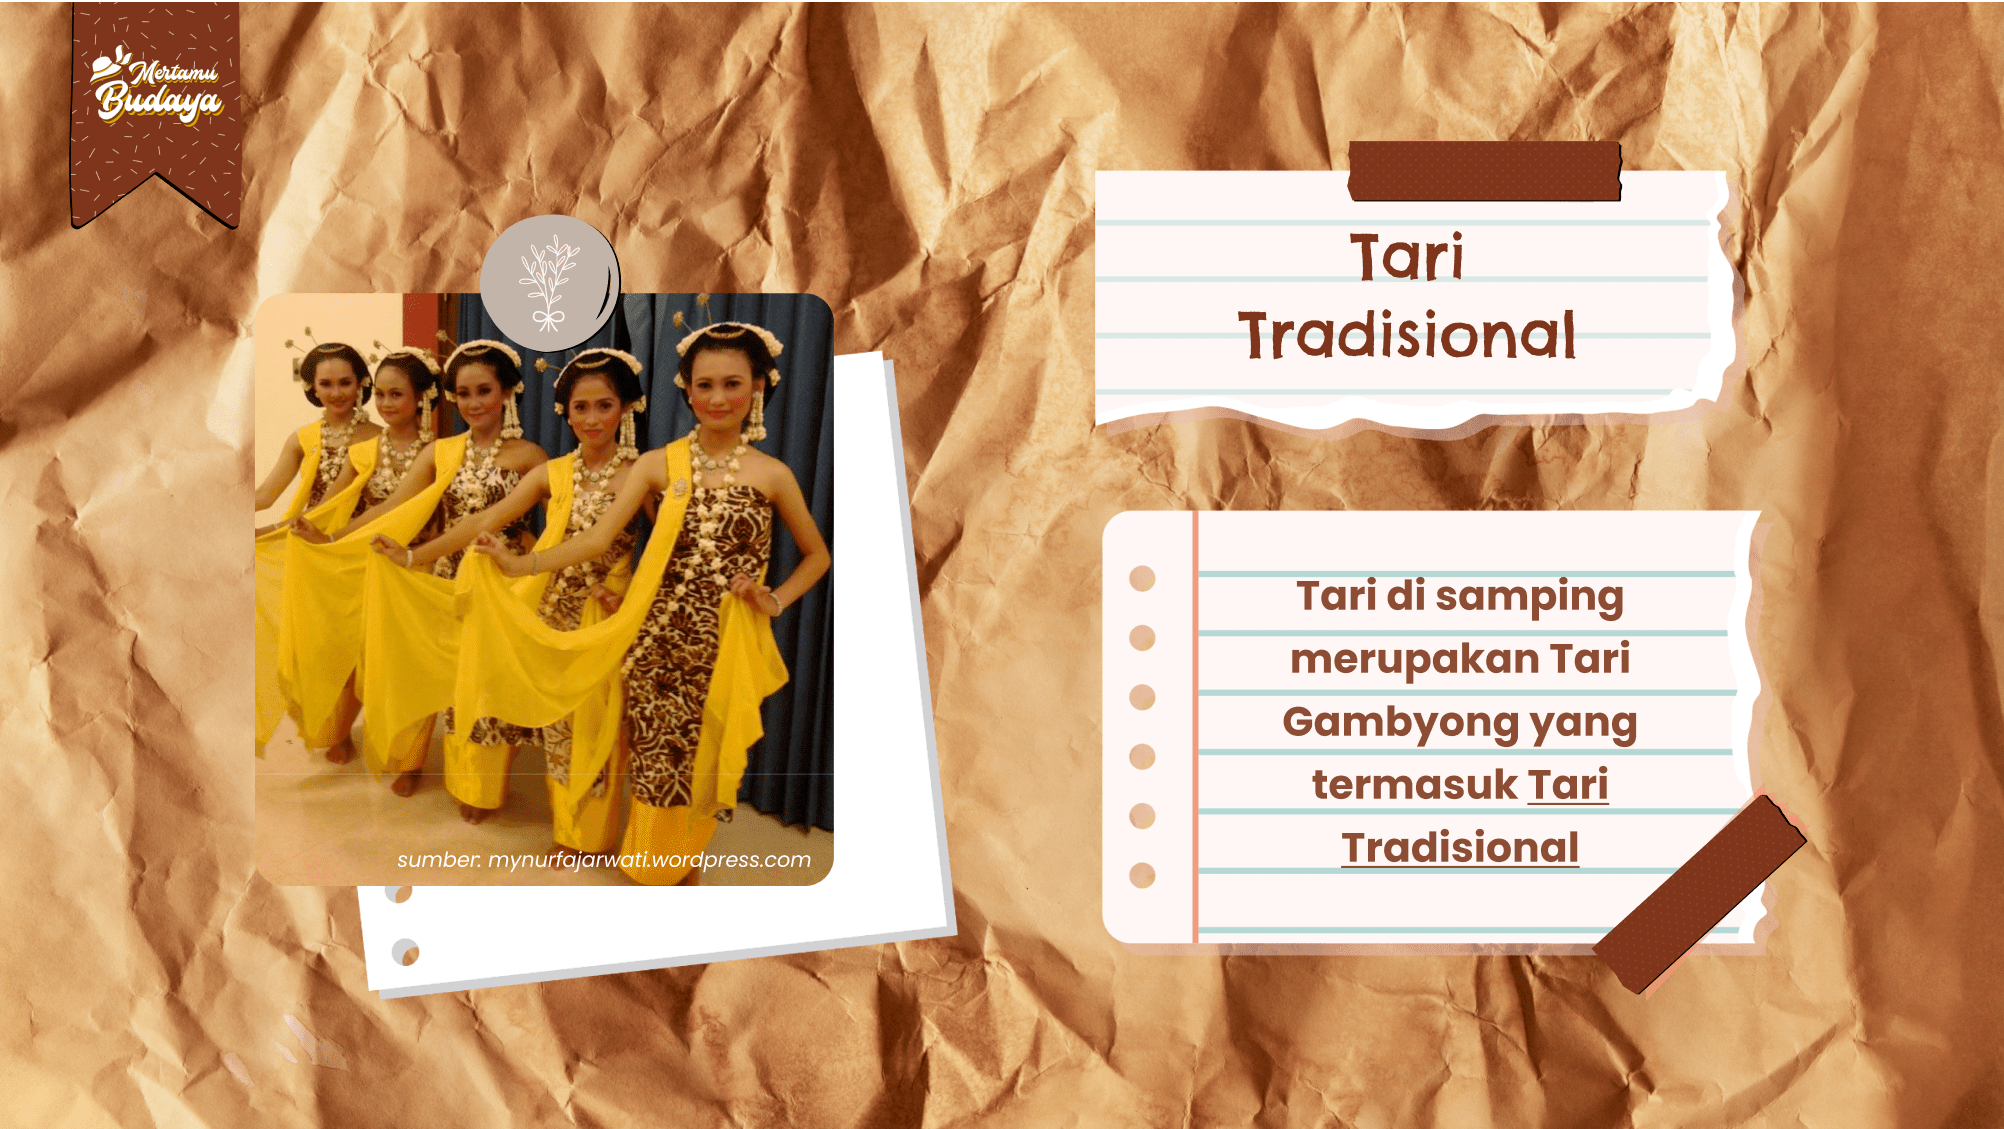 Mertamu
Budaya
Tari
Tradisional
sumber: mynurfajarwati.wordpress.com
Tari di samping
merupakan Tari
Gambyong yang
termasuk Tari
Tradisional